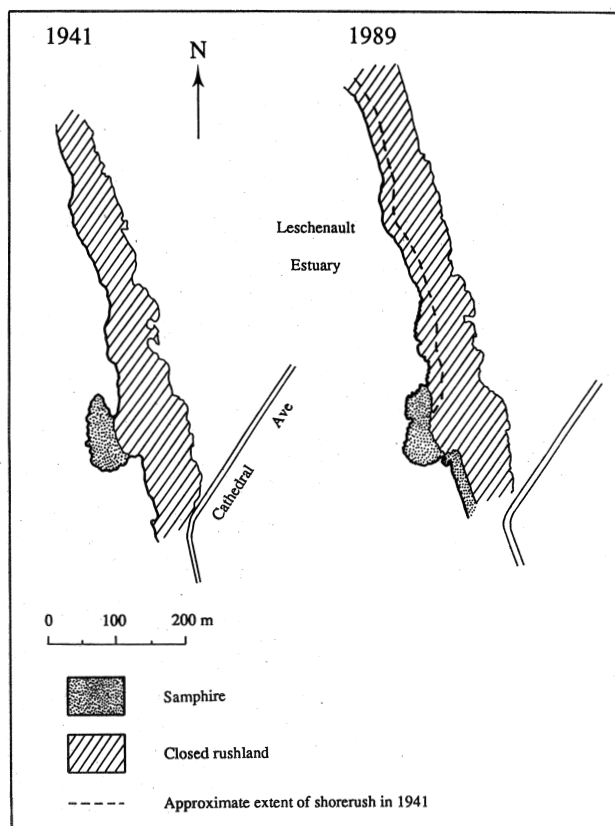 1941
1989
N
Leschenault
Estuary
Cathedral Ave
0 100 200 m
Samphire
Closed rushland
Approximate extent of shorerush in 1941